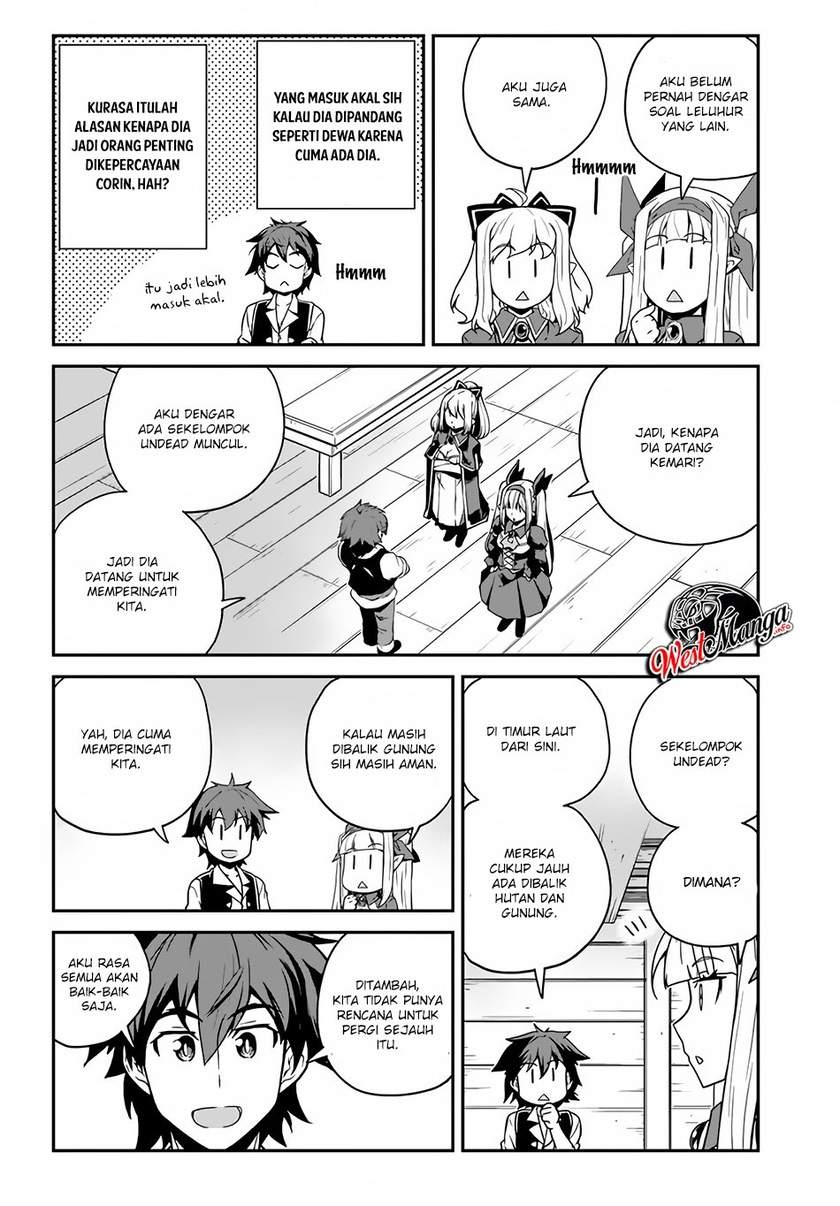 AKU BELUM
PERNAH DENGAR
SOAL LELUHUR
YANG LAIN.
Hmmmm
AKU JUGA
SAMA.
YANG MASUK AKAL SIH
KALAU DIA DIPANDANG
SEPERTI DEWA KARENA
CUMA ADA DIA.
KURASA ITULAH
ALASAN KENAPA DIA
JADI ORANG PENTING
DIKEPERCAYAAN
CORIN. HAH?
Hmmm
itu jadi lebih
masuk akal.
JADI, KENAPA
DIA DATANG
KEMARI?
AKU DENGAR
ADA SEKELOMPOK
UNDEAD MUNCUL.
JADI DIA
DATANG UNTUK
MEMPERINGATI
KITA.
WestManga
.info
SEKELOMPOK
UNDEAD?
DIMANA?
DI TIMUR LAUT
DARI SINI.
MEREKA
CUKUP JAUH
ADA DIBALIK
HUTAN DAN
GUNUNG.
KALAU MASIH
DIBALIK GUNUNG
SIH MASIH AMAN.
YAH, DIA CUMA
MEMPERINGATI
KITA.
DITAMBAH,
KITA TIDAK PUNYA
RENCANA UNTUK
PERGI SEJAUH
ITU.
AKU RASA
SEMUA AKAN
BAIK-BAIK
SAJA.